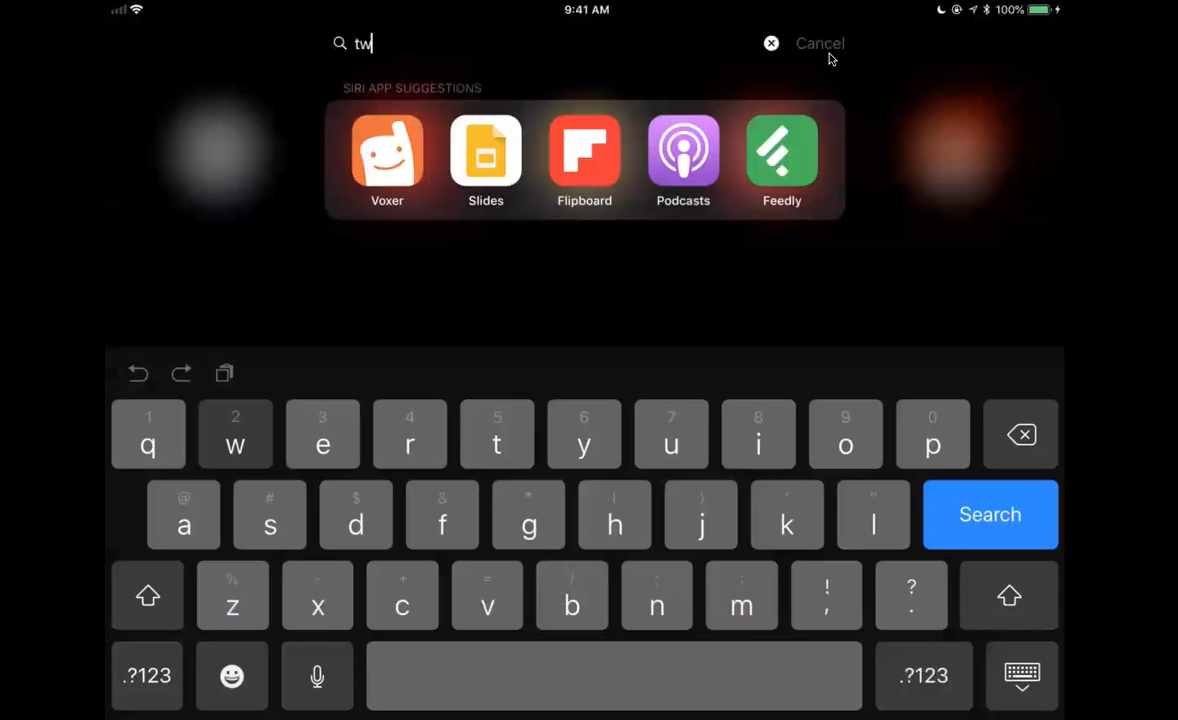 9:41 AM
100%
tw
Cancel
SIRI APP SUGGESTIONS
Voxer
Slides
Flipboard
Podcasts
Feedly
1 2 3 4 5 6 7 8 9 0
q w e r t y u i o p
@ # $ & * ( ) ' "
a s d f g h j k l
Search
% - + = / ; : ! ?
z x c v b n m , .
.?123
.?123